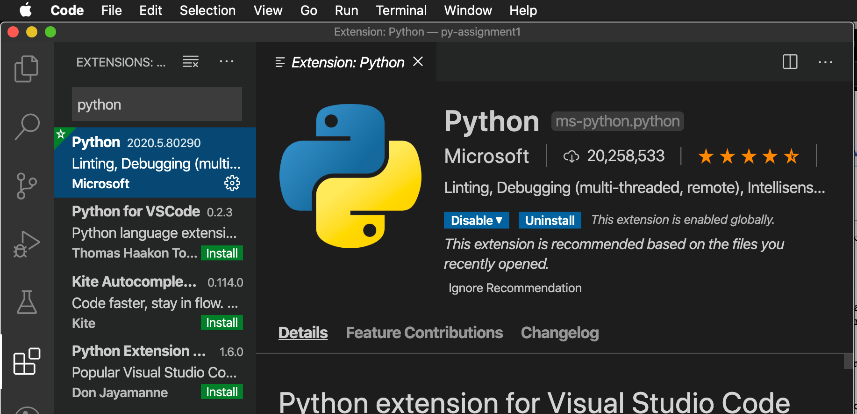 Code File Edit Selection View Go Run Terminal Window Help
Extension: Python — py-assignment1
EXTENSIONS: ...
Extension: Python
python
Python 2020.5.80290
Linting, Debugging (multi...
Microsoft
Python for VSCode 0.2.3
Python language extensi...
Thomas Haakon To... Install
Kite Autocomple... 0.114.0
Code faster, stay in flow. ...
Kite Install
Python Extension ... 1.6.0
Popular Visual Studio Co...
Don Jayamanne Install
Python ms-python.python
Microsoft 20,258,533
Linting, Debugging (multi-threaded, remote), Intellisens...
Disable Uninstall This extension is enabled globally.
This extension is recommended based on the files you
recently opened.
Ignore Recommendation
Details Feature Contributions Changelog
Python extension for Visual Studio Code